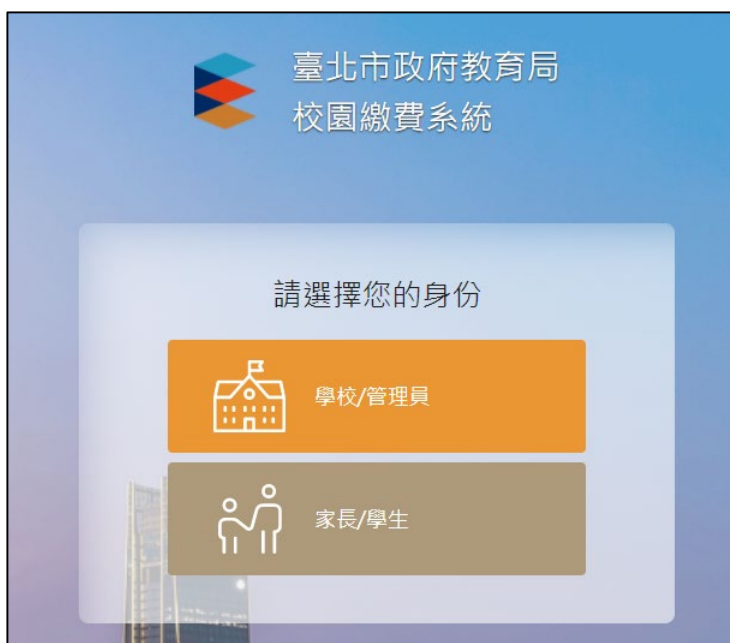 臺北市政府教育局
校園繳費系統
請選擇您的身份
學校/管理員
家長/學生